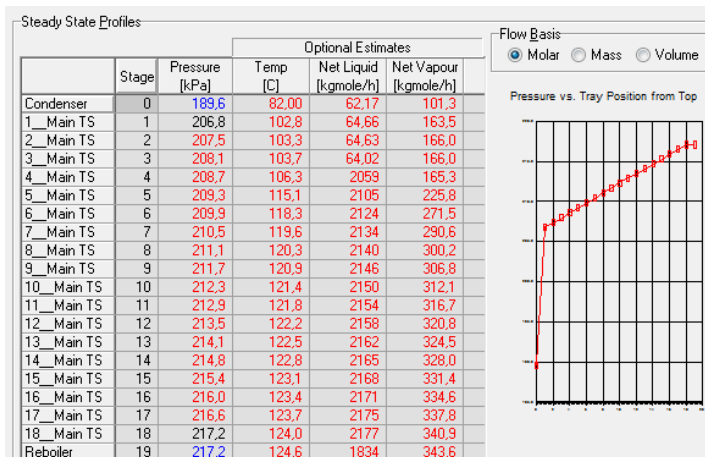 Steady State Profiles
Flow Basis
Molar Mass Volume
Optional Estimates
Stage Pressure [kPa] Temp [C] Net Liquid [kgmole/h] Net Vapour [kgmole/h]
Pressure vs. Tray Position from Top
Condenser 0 189,6 82,00 62,17 101,3
1__Main TS 1 206,8 102,8 64,66 163,5
2__Main TS 2 207,5 103,3 64,63 166,0
3__Main TS 3 208,1 103,7 64,02 166,0
4__Main TS 4 208,7 106,3 2059 165,3
5__Main TS 5 209,3 115,1 2105 225,8
6__Main TS 6 209,9 118,3 2124 271,5
7__Main TS 7 210,5 119,6 2134 290,6
8__Main TS 8 211,1 120,3 2140 300,2
9__Main TS 9 211,7 120,9 2146 306,8
10__Main TS 10 212,3 121,4 2150 312,1
11__Main TS 11 212,9 121,8 2154 316,7
12__Main TS 12 213,5 122,2 2158 320,8
13__Main TS 13 214,1 122,5 2162 324,5
14__Main TS 14 214,8 122,8 2165 328,0
15__Main TS 15 215,4 123,1 2168 331,4
16__Main TS 16 216,0 123,4 2171 334,6
17__Main TS 17 216,6 123,7 2175 337,8
18__Main TS 18 217,2 124,0 2177 340,9
Reboiler 19 217,2 124,6 1834 343,6